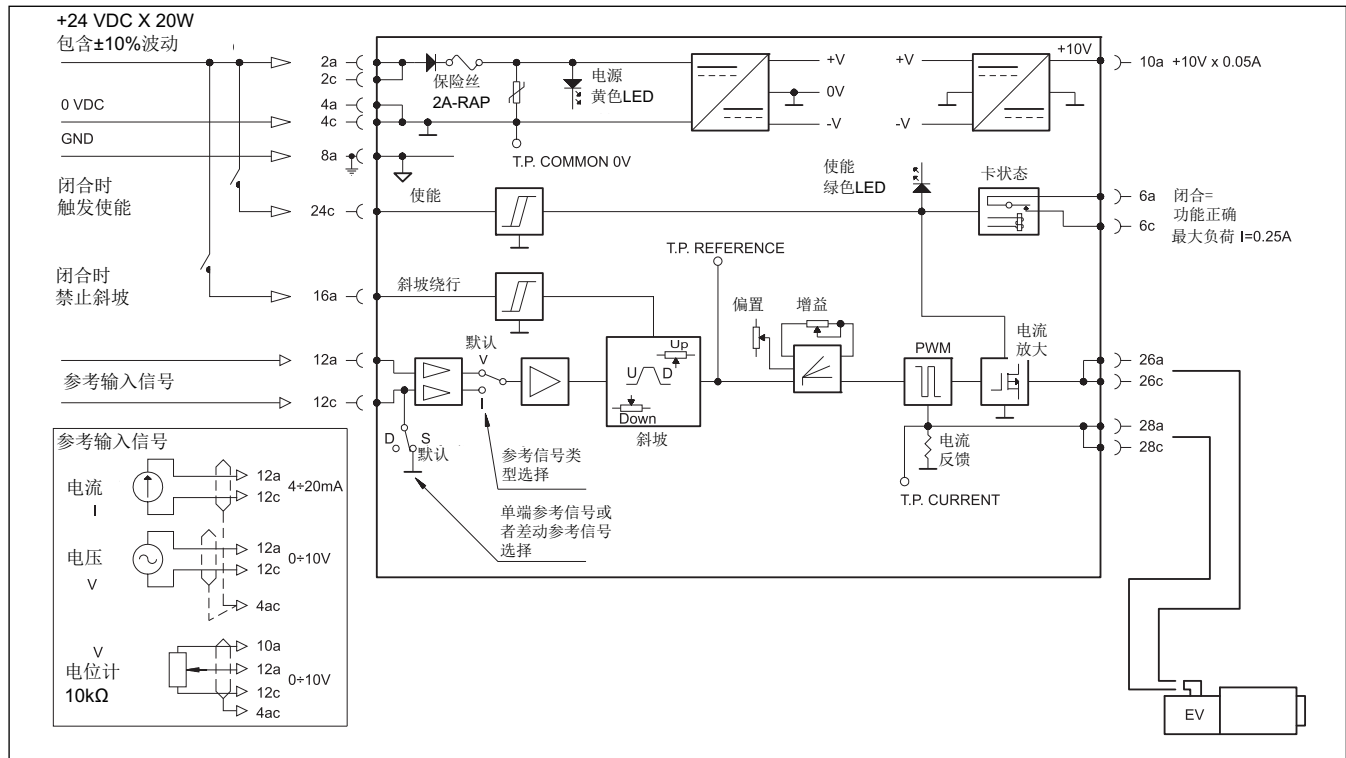 +24 VDC X 20W
包含±10%波动
0 VDC
GND
闭合时
触发使能
闭合时
禁止斜坡
参考输入信号
2a
2c
4a
4c
8a
24c
16a
12a
12c
保险丝
2A-RAP
电源
黄色LED
T.P. COMMON 0V
+V
0V
-V
+V
-V
+10V
10a +10V x 0.05A
使能
使能
绿色LED
卡状态
6a
6c
闭合=
功能正确
最大负荷 I=0.25A
斜坡绕行
T.P. REFERENCE
默认
V
I
D
S
默认
Up
U
D
Down
斜坡
偏置
增益
PWM
电流
放大
26a
26c
28a
28c
电流
反馈
T.P. CURRENT
参考信号类
型选择
单端参考信号或
者差动参考信号
选择
参考输入信号
电流
I
12a
12c
4÷20mA
电压
V
12a
12c
0÷10V
4ac
V
电位计
10kΩ
10a
12a
12c
0÷10V
4ac
EV